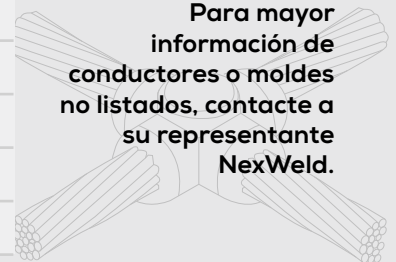 Para mayor
información de
conductores o moldes
no listados, contacte a
su representante
NexWeld.